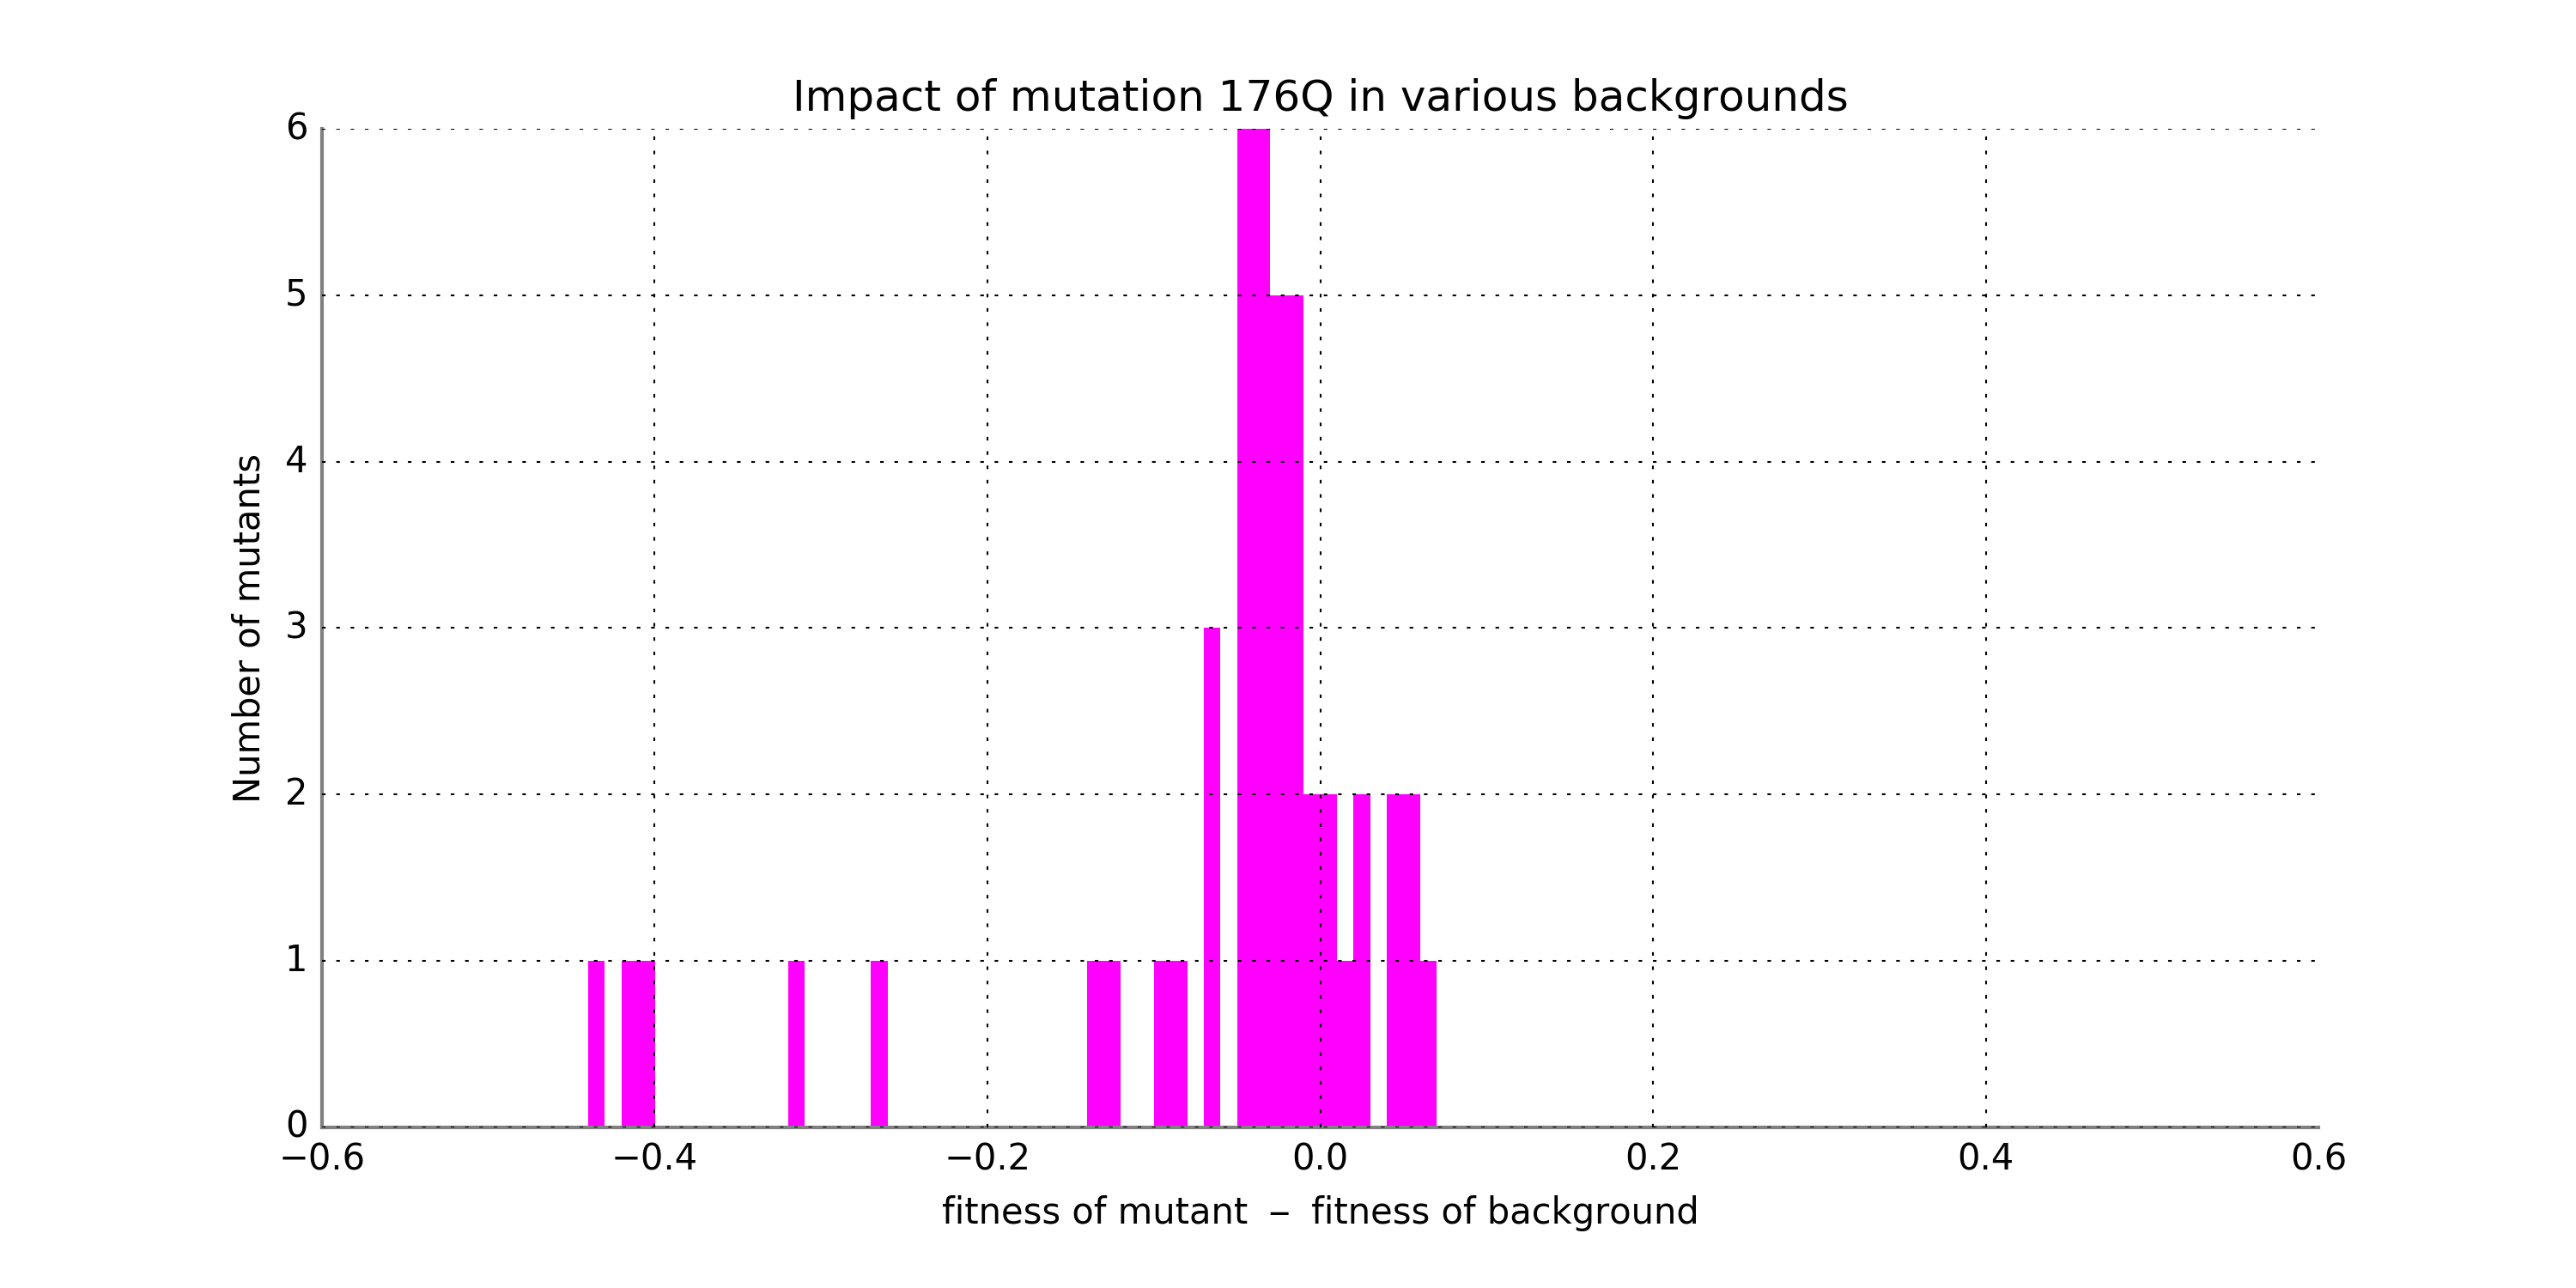 Impact of mutation 176Q in various backgrounds
6
5
4
3
2
1
0
Number of mutants
−0.6 −0.4 −0.2 0.0 0.2 0.4 0.6
fitness of mutant − fitness of background